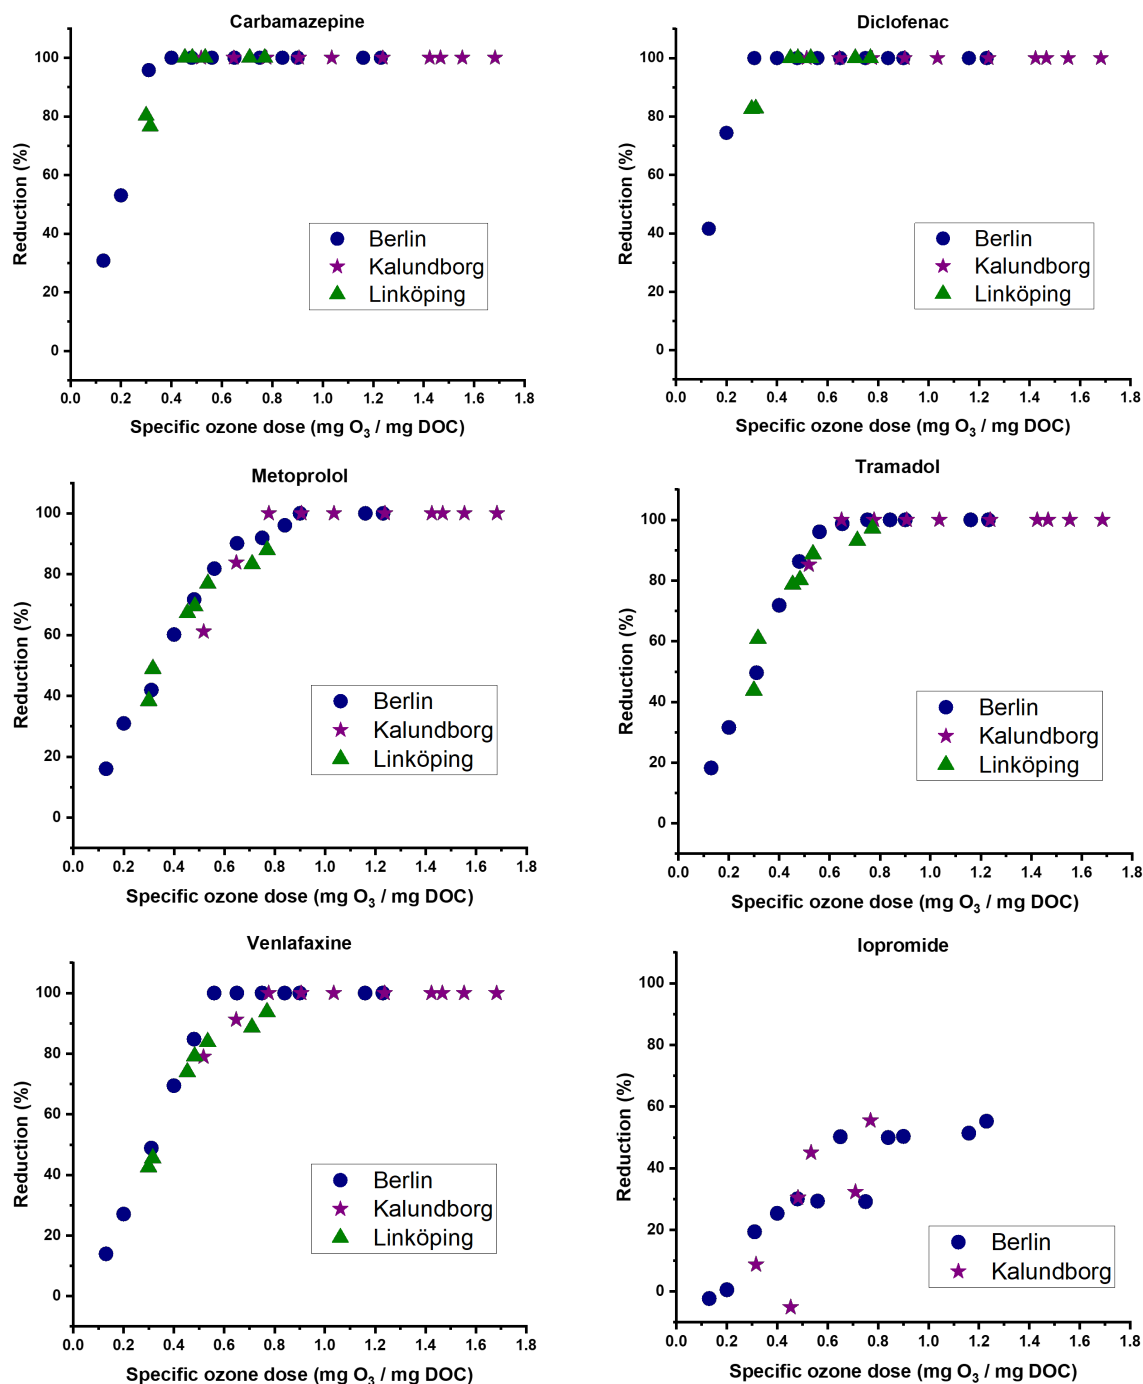 Carbamazepine
Reduction (%)
100
80
60
40
20
0
Berlin
Kalundborg
Linköping
0.0 0.2 0.4 0.6 0.8 1.0 1.2 1.4 1.6 1.8
Specific ozone dose (mg O3 / mg DOC)
Diclofenac
Reduction (%)
100
80
60
40
20
0
Berlin
Kalundborg
Linköping
0.0 0.2 0.4 0.6 0.8 1.0 1.2 1.4 1.6 1.8
Specific ozone dose (mg O3 / mg DOC)
Metoprolol
Reduction (%)
100
80
60
40
20
0
Berlin
Kalundborg
Linköping
0.0 0.2 0.4 0.6 0.8 1.0 1.2 1.4 1.6 1.8
Specific ozone dose (mg O3 / mg DOC)
Tramadol
Reduction (%)
100
80
60
40
20
0
Berlin
Kalundborg
Linköping
0.0 0.2 0.4 0.6 0.8 1.0 1.2 1.4 1.6 1.8
Specific ozone dose (mg O3 / mg DOC)
Venlafaxine
Reduction (%)
100
80
60
40
20
0
Berlin
Kalundborg
Linköping
0.0 0.2 0.4 0.6 0.8 1.0 1.2 1.4 1.6 1.8
Specific ozone dose (mg O3 / mg DOC)
Iopromide
Reduction (%)
100
80
60
40
20
0
Berlin
Kalundborg
0.0 0.2 0.4 0.6 0.8 1.0 1.2 1.4 1.6 1.8
Specific ozone dose (mg O3 / mg DOC)